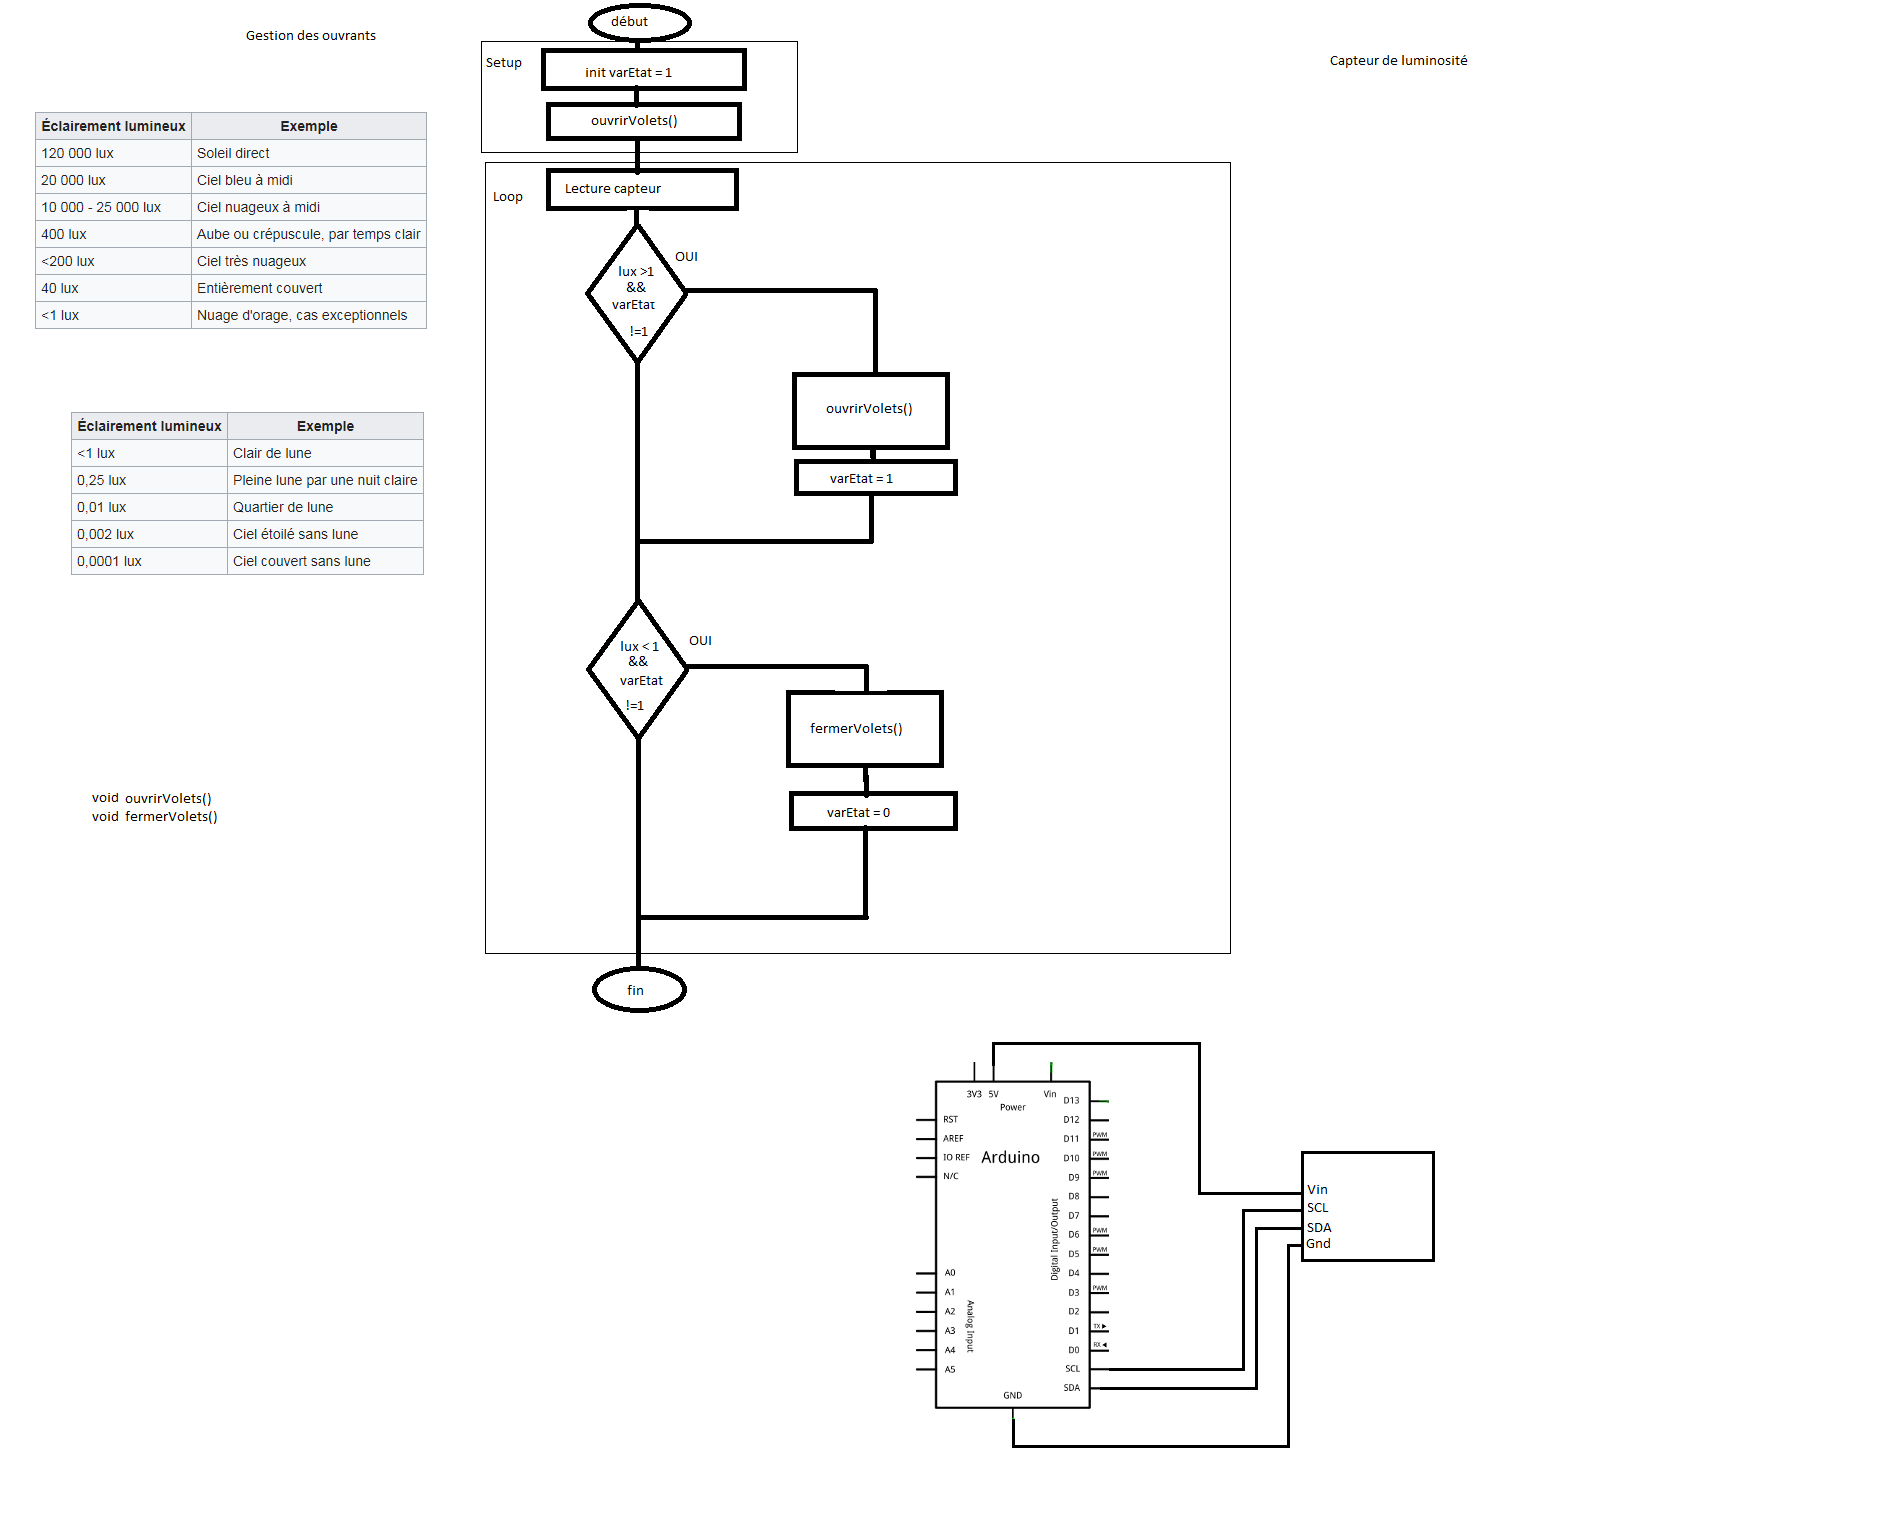 Gestion des ouvrants
Capteur de luminosité
Éclairement lumineux Exemple
120 000 lux Soleil direct
20 000 lux Ciel bleu à midi
10 000 - 25 000 lux Ciel nuageux à midi
400 lux Aube ou crépuscule, par temps clair
<200 lux Ciel très nuageux
40 lux Entièrement couvert
<1 lux Nuage d'orage, cas exceptionnels
Éclairement lumineux Exemple
<1 lux Clair de lune
0,25 lux Pleine lune par une nuit claire
0,01 lux Quartier de lune
0,002 lux Ciel étoilé sans lune
0,0001 lux Ciel couvert sans lune
void ouvrirVolets()
void fermerVolets()
début
Setup
init varEtat = 1
ouvrirVolets()
Loop
Lecture capteur
OUI
lux >1
&&
varEtat
!=1
ouvrirVolets()
varEtat = 1
OUI
lux < 1
&&
varEtat
!=1
fermerVolets()
varEtat = 0
fin
3V3 5V Vin
Power
Arduino
RST
AREF
IO REF
N/C
A0
A1
A2
A3
A4
A5
Analog Input
Digital Input/Output
D13
D12
D11 PWM
D10 PWM
D9 PWM
D8
D7
D6 PWM
D5 PWM
D4
D3 PWM
D2
D1 TX ▶
D0 RX ◀
SCL
SDA
GND
Vin
SCL
SDA
Gnd